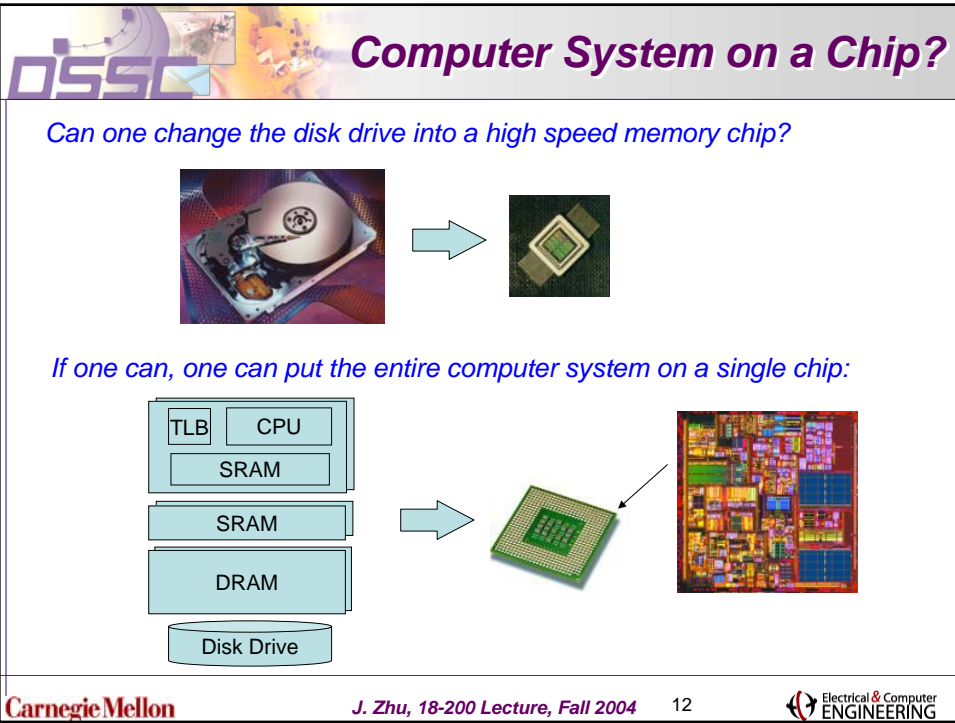 DSSC
Computer System on a Chip?
Can one change the disk drive into a high speed memory chip?
If one can, one can put the entire computer system on a single chip:
TLB
CPU
SRAM
SRAM
DRAM
Disk Drive
Carnegie Mellon
J. Zhu, 18-200 Lecture, Fall 2004
12
Electrical & Computer
ENGINEERING